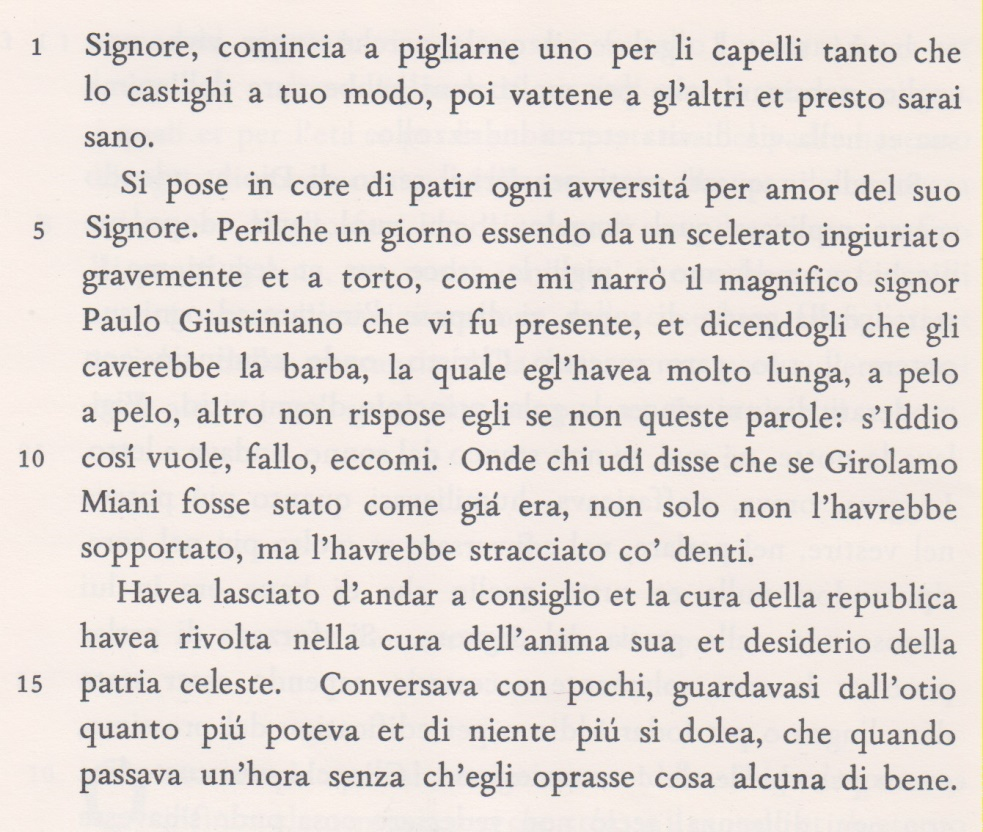 1 Signore, comincia a pigliarne uno per li capelli tanto che
lo castighi a tuo modo, poi vattene a gl'altri et presto sarai
sano.
Si pose in core di patir ogni avversitá per amor del suo
5 Signore. Perilche un giorno essendo da un scelerato ingiuriato
gravemente et a torto, come mi narrò il magnifico signor
Paulo Giustiniano che vi fu presente, et dicendogli che gli
caverebbe la barba, la quale egl'havea molto lunga, a pelo
a pelo, altro non rispose egli se non queste parole: s'Iddio
10 cosí vuole, fallo, eccomi. Onde chi udí disse che se Girolamo
Miani fosse stato come giá era, non solo non l'havrebbe
sopportato, ma l'havrebbe stracciato co' denti.
Havea lasciato d'andar a consiglio et la cura della republica
havea rivolta nella cura dell'anima sua et desiderio della
15 patria celeste. Conversava con pochi, guardavasi dall'otio
quanto piú poteva et di niente piú si dolea, che quando
passava un'hora senza ch'egli oprasse cosa alcuna di bene.